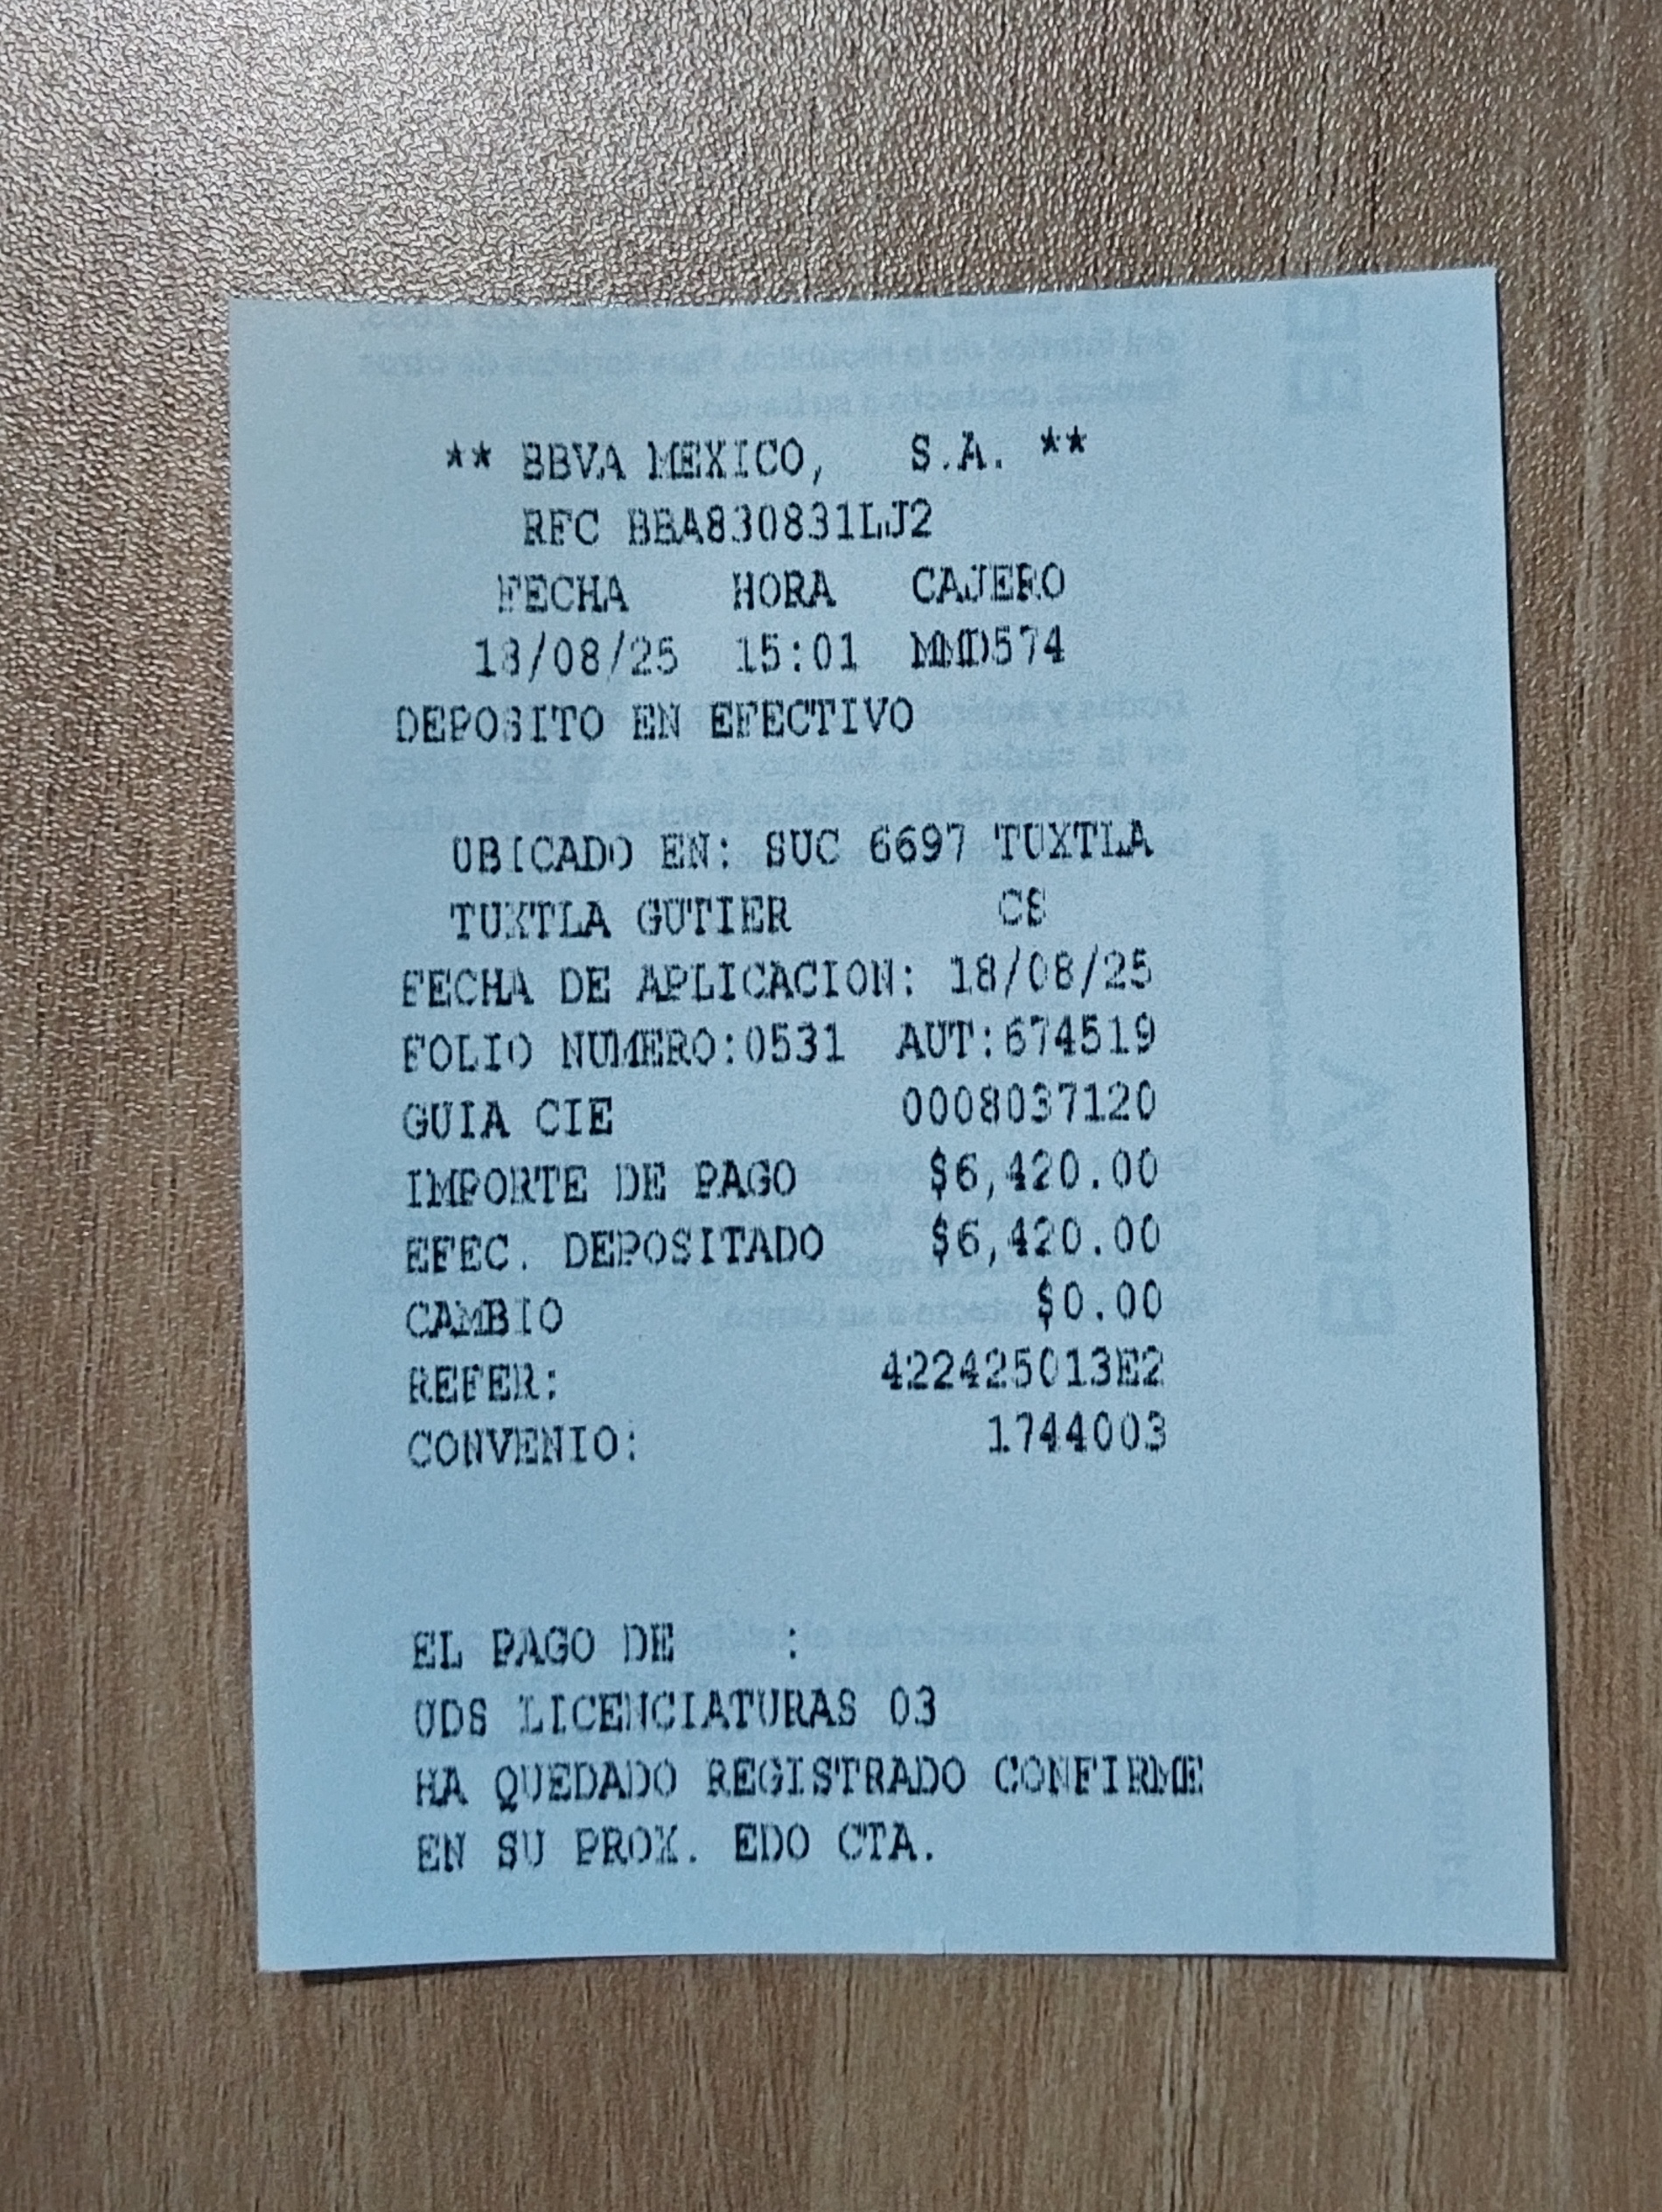 ** BBVA MEXICO, S.A. **
RFC BBA830831LJ2
FECHA HORA CAJERO
18/08/25 15:01 MMD574
DEPOSITO EN EFECTIVO
UBICADO EN: SUC 6697 TUXTLA
TUXTLA GUTIER CS
FECHA DE APLICACION: 18/08/25
FOLIO NUMERO:0531 AUT:674519
GUIA CIE 0008037120
IMPORTE DE PAGO $6,420.00
EFEC. DEPOSITADO $6,420.00
CAMBIO $0.00
REFER: 422425013E2
CONVENIO: 1744003
EL PAGO DE :
UDS LICENCIATURAS 03
HA QUEDADO REGISTRADO CONFIRME
EN SU PROX. EDO CTA.